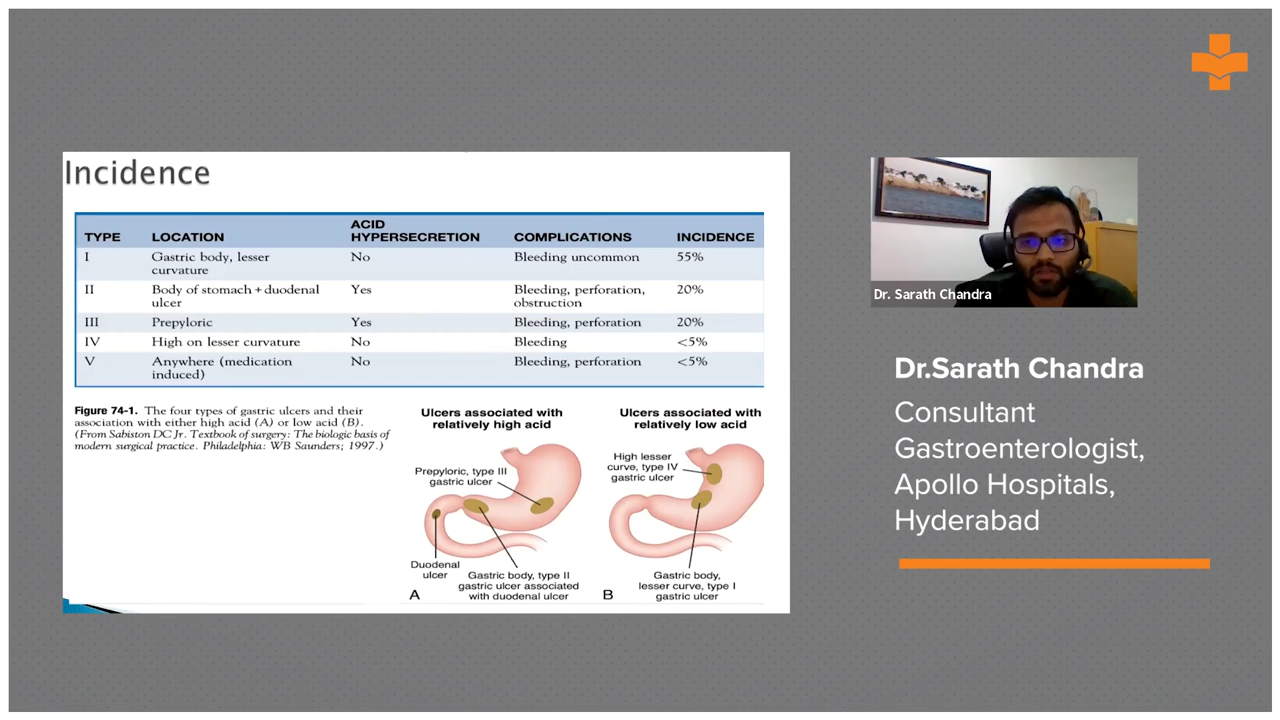 Incidence
TYPE LOCATION ACID HYPERSECRETION COMPLICATIONS INCIDENCE
I Gastric body, lesser curvature No Bleeding uncommon 55%
II Body of stomach + duodenal ulcer Yes Bleeding, perforation, obstruction 20%
III Prepyloric Yes Bleeding, perforation 20%
IV High on lesser curvature No Bleeding <5%
V Anywhere (medication induced) No Bleeding, perforation <5%
Figure 74-1. The four types of gastric ulcers and their
association with either high acid (A) or low acid (B).
(From Sabiston DC Jr. Textbook of surgery: The biologic basis of
modern surgical practice. Philadelphia: WB Saunders; 1997.)
Ulcers associated with
relatively high acid
Prepyloric, type III
gastric ulcer
Duodenal
ulcer
Gastric body, type II
gastric ulcer associated
with duodenal ulcer
A
Ulcers associated with
relatively low acid
High lesser
curve, type IV
gastric ulcer
Gastric body,
lesser curve, type I
gastric ulcer
B
Dr. Sarath Chandra
Dr.Sarath Chandra
Consultant
Gastroenterologist,
Apollo Hospitals,
Hyderabad